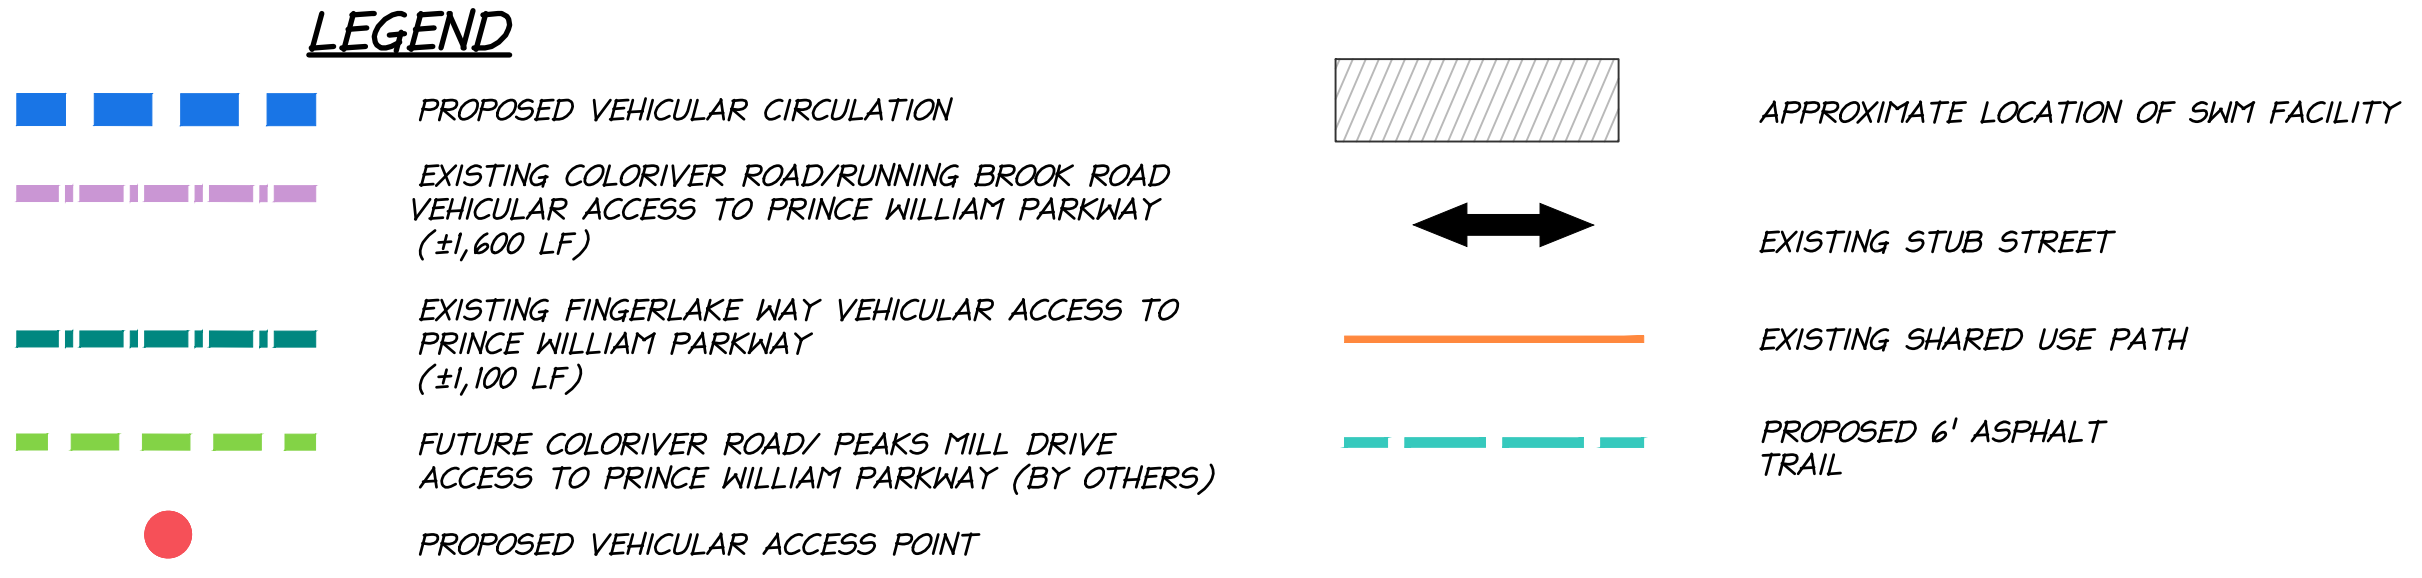 LEGEND
PROPOSED VEHICULAR CIRCULATION
EXISTING COLORIVER ROAD/RUNNING BROOK ROAD
VEHICULAR ACCESS TO PRINCE WILLIAM PARKWAY
(±1,600 LF)
EXISTING FINGERLAKE WAY VEHICULAR ACCESS TO
PRINCE WILLIAM PARKWAY
(±1,100 LF)
FUTURE COLORIVER ROAD/ PEAKS MILL DRIVE
ACCESS TO PRINCE WILLIAM PARKWAY (BY OTHERS)
PROPOSED VEHICULAR ACCESS POINT
APPROXIMATE LOCATION OF SWM FACILITY
EXISTING STUB STREET
EXISTING SHARED USE PATH
PROPOSED 6' ASPHALT
TRAIL